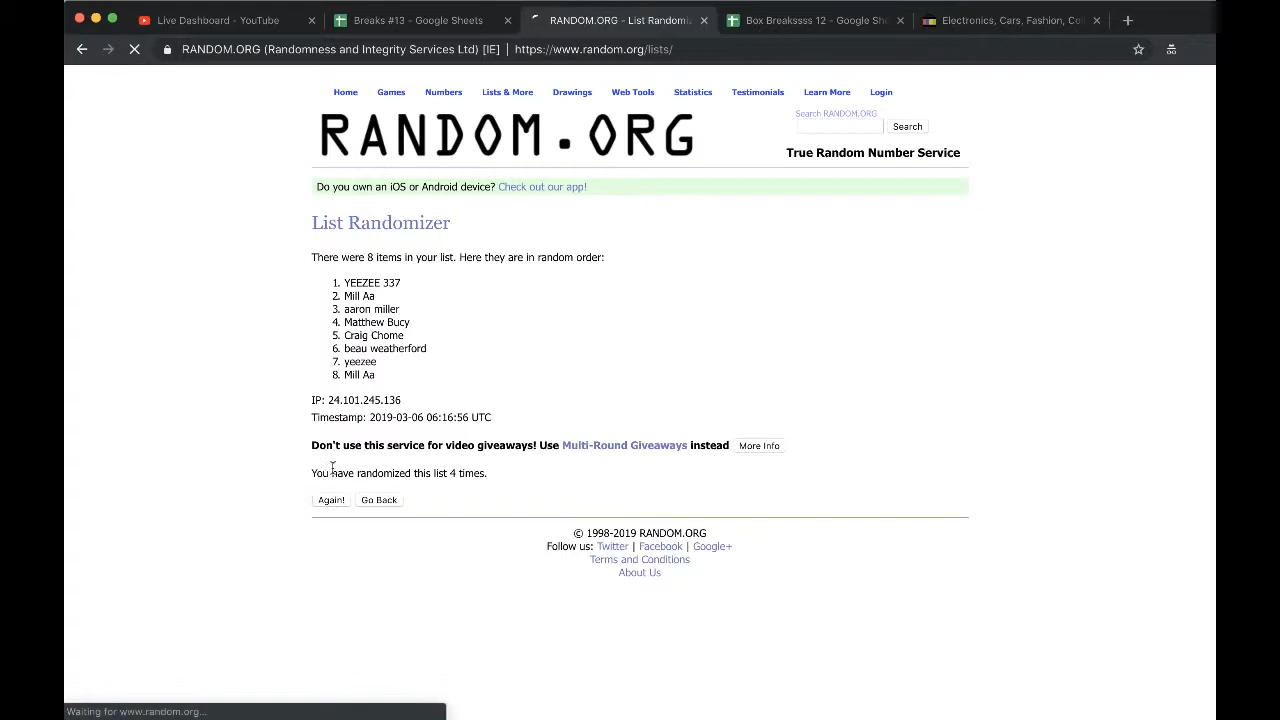 Live Dashboard - YouTube
Breaks #13 - Google Sheets
RANDOM.ORG - List Randomiz
Box Breakssss 12 - Google She
Electronics, Cars, Fashion, Col
RANDOM.ORG (Randomness and Integrity Services Ltd) [IE] | https://www.random.org/lists/
Home Games Numbers Lists & More Drawings Web Tools Statistics Testimonials Learn More Login
RANDOM.ORG
Search RANDOM.ORG
Search
True Random Number Service
Do you own an iOS or Android device? Check out our app!
List Randomizer
There were 8 items in your list. Here they are in random order:
1. YEEZEE 337
2. Mill Aa
3. aaron miller
4. Matthew Bucy
5. Craig Chome
6. beau weatherford
7. yeezee
8. Mill Aa
IP: 24.101.245.136
Timestamp: 2019-03-06 06:16:56 UTC
Don't use this service for video giveaways! Use Multi-Round Giveaways instead More Info
You have randomized this list 4 times.
Again! Go Back
© 1998-2019 RANDOM.ORG
Follow us: Twitter | Facebook | Google+
Terms and Conditions
About Us
Waiting for www.random.org...